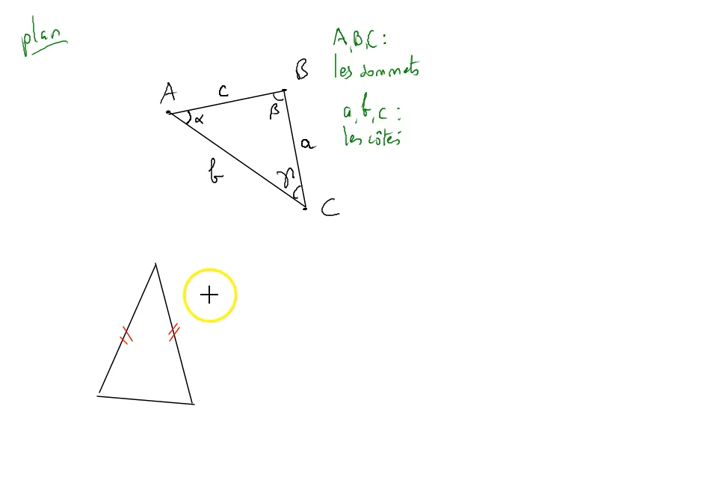 plan
A, B, C :
les sommets
a, b, c :
les côtés
A
c
B
α
β
a
b
γ
C